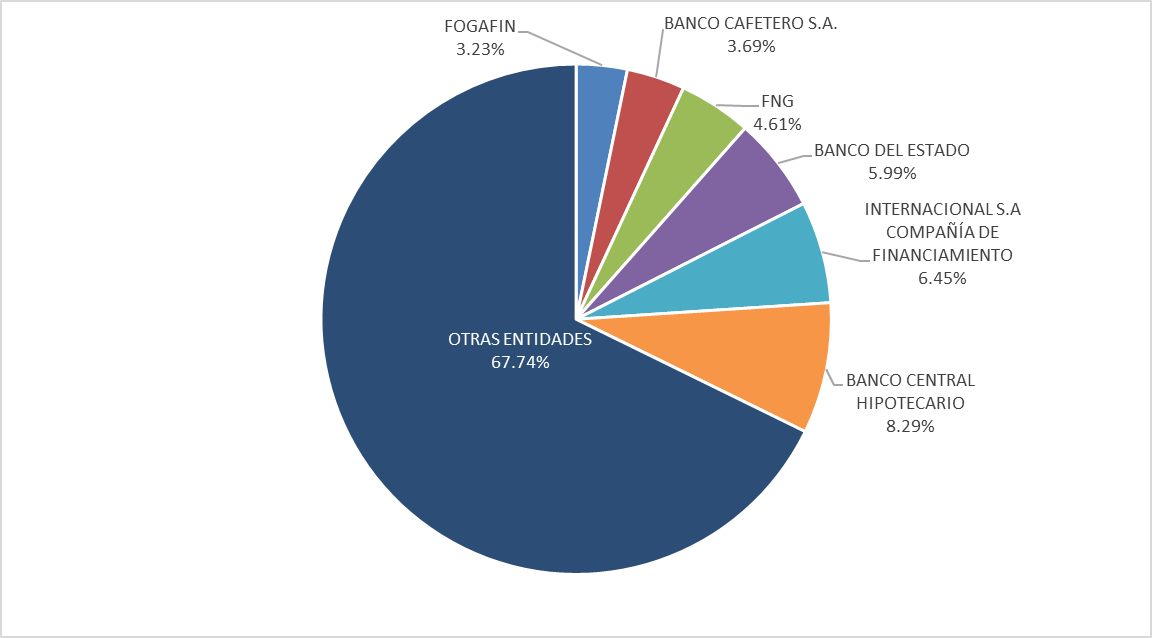 FOGAFIN
3.23%
BANCO CAFETERO S.A.
3.69%
FNG
4.61%
BANCO DEL ESTADO
5.99%
INTERNACIONAL S.A
COMPAÑÍA DE
FINANCIAMIENTO
6.45%
BANCO CENTRAL
HIPOTECARIO
8.29%
OTRAS ENTIDADES
67.74%